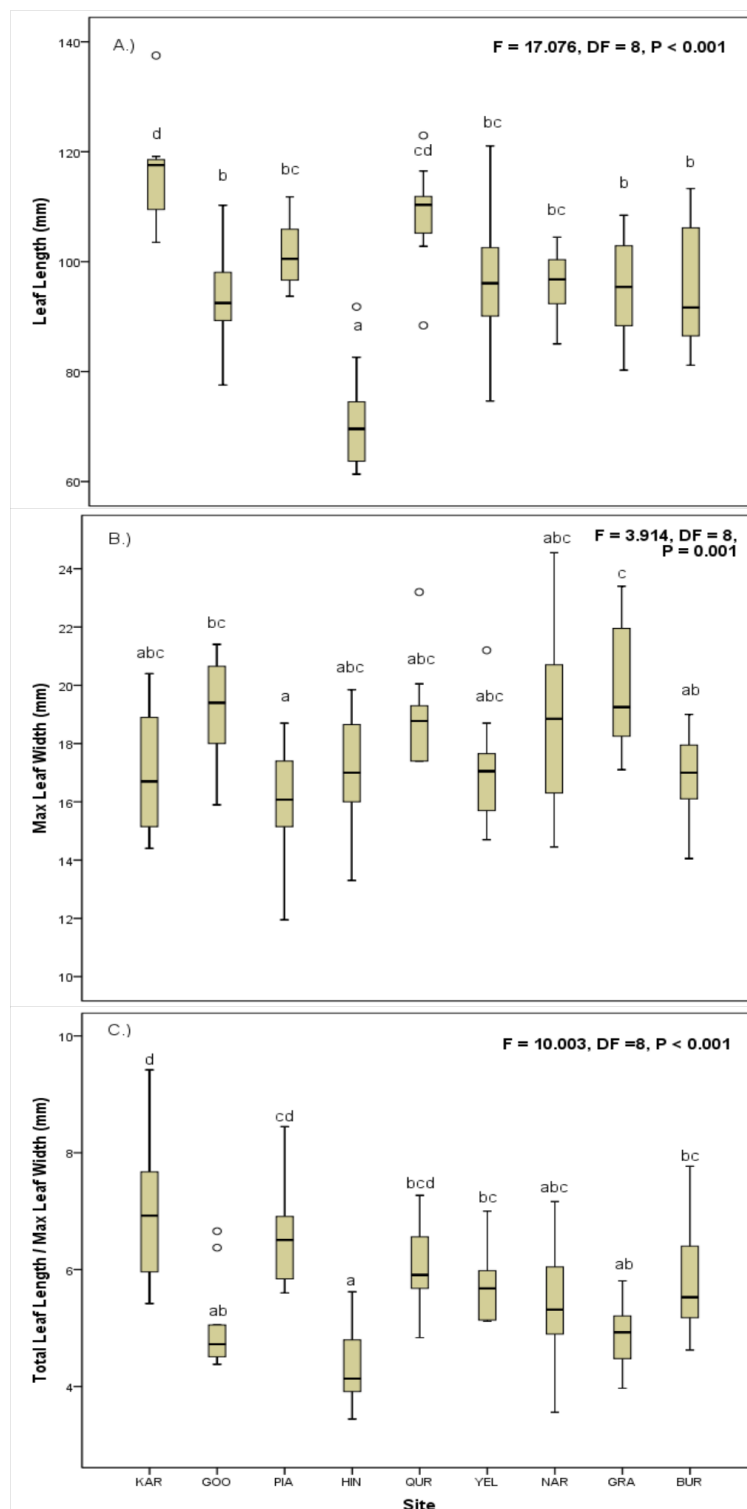 A.)
F = 17.076, DF = 8, P < 0.001
Leaf Length (mm)
140
120
100
80
60
d
b
bc
a
cd
bc
bc
b
b
B.)
F = 3.914, DF = 8,
P = 0.001
Max Leaf Width (mm)
24
22
20
18
16
14
12
10
abc
bc
a
abc
abc
abc
abc
c
ab
C.)
F = 10.003, DF =8, P < 0.001
Total Leaf Length / Max Leaf Width (mm)
10
8
6
4
d
ab
cd
a
bcd
bc
abc
ab
bc
KAR GOO PIA HIN QUR YEL NAR GRA BUR
Site